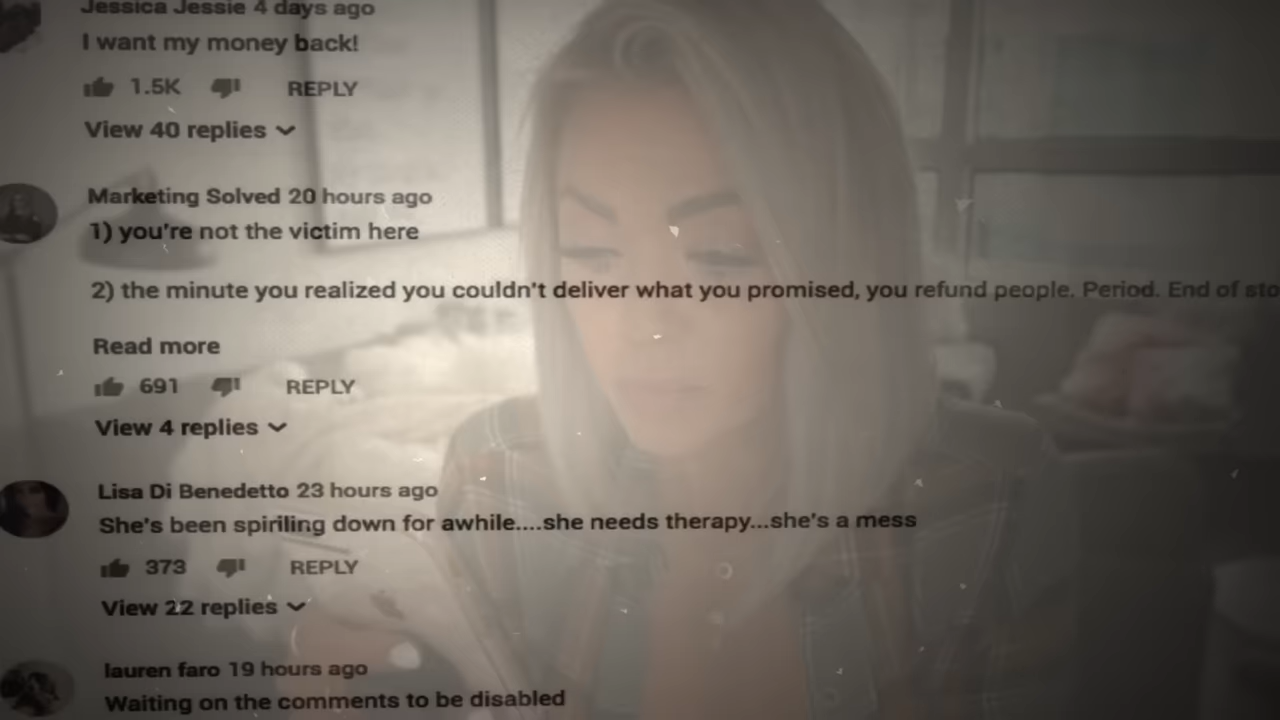 Jessica Jessie 4 days ago
I want my money back!
1.5K REPLY
View 40 replies
Marketing Solved 20 hours ago
1) you're not the victim here
2) the minute you realized you couldn't deliver what you promised, you refund people. Period. End of sto
Read more
691 REPLY
View 4 replies
Lisa Di Benedetto 23 hours ago
She's been spiriling down for awhile....she needs therapy...she's a mess
373 REPLY
View 22 replies
lauren faro 19 hours ago
Waiting on the comments to be disabled